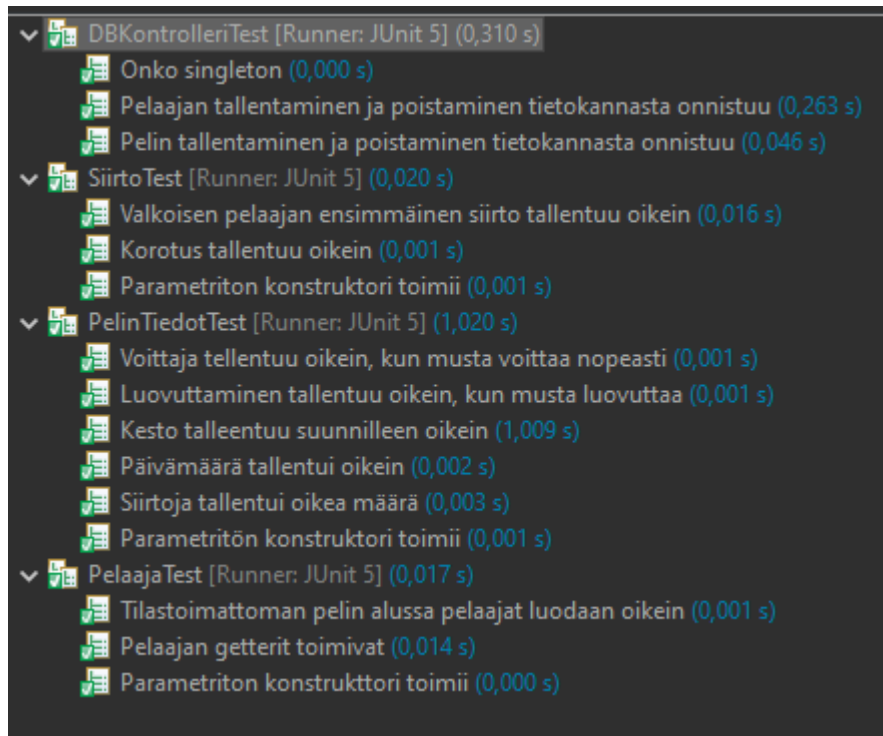 DBKontrolleriTest [Runner: JUnit 5] (0,310 s)
Onko singleton (0,000 s)
Pelaajan tallentaminen ja poistaminen tietokannasta onnistuu (0,263 s)
Pelin tallentaminen ja poistaminen tietokannasta onnistuu (0,046 s)
SiirtoTest [Runner: JUnit 5] (0,020 s)
Valkoisen pelaajan ensimmäinen siirto tallentuu oikein (0,016 s)
Korotus tallentuu oikein (0,001 s)
Parametriton konstruktori toimii (0,001 s)
PelinTiedotTest [Runner: JUnit 5] (1,020 s)
Voittaja tellentuu oikein, kun musta voittaa nopeasti (0,001 s)
Luovuttaminen tallentuu oikein, kun musta luovuttaa (0,001 s)
Kesto talleentuu suunnilleen oikein (1,009 s)
Päivämäärä tallentui oikein (0,002 s)
Siirtoja tallentui oikea määrä (0,003 s)
Parametritön konstruktori toimii (0,001 s)
PelaajaTest [Runner: JUnit 5] (0,017 s)
Tilastoimattoman pelin alussa pelaajat luodaan oikein (0,001 s)
Pelaajan getterit toimivat (0,014 s)
Parametriton konstrukttori toimii (0,000 s)